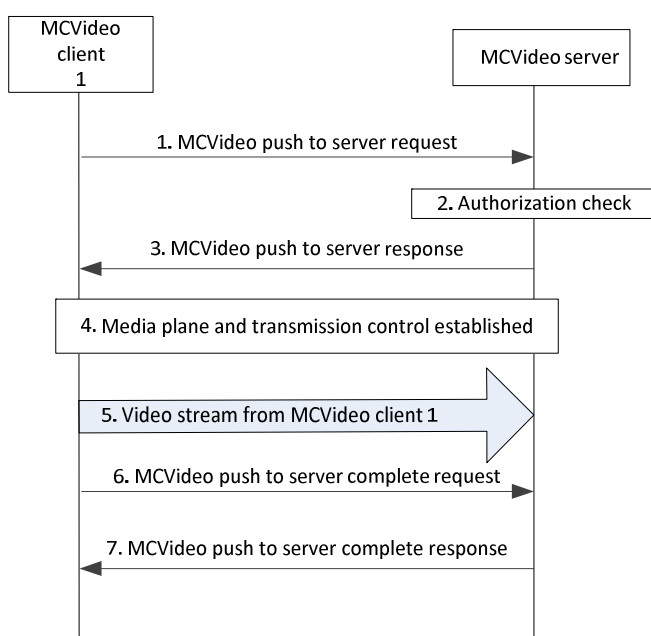 MCVideo
client
1
MCVideo server
1. MCVideo push to server request
2. Authorization check
3. MCVideo push to server response
4. Media plane and transmission control established
5. Video stream from MCVideo client 1
6. MCVideo push to server complete request
7. MCVideo push to server complete response